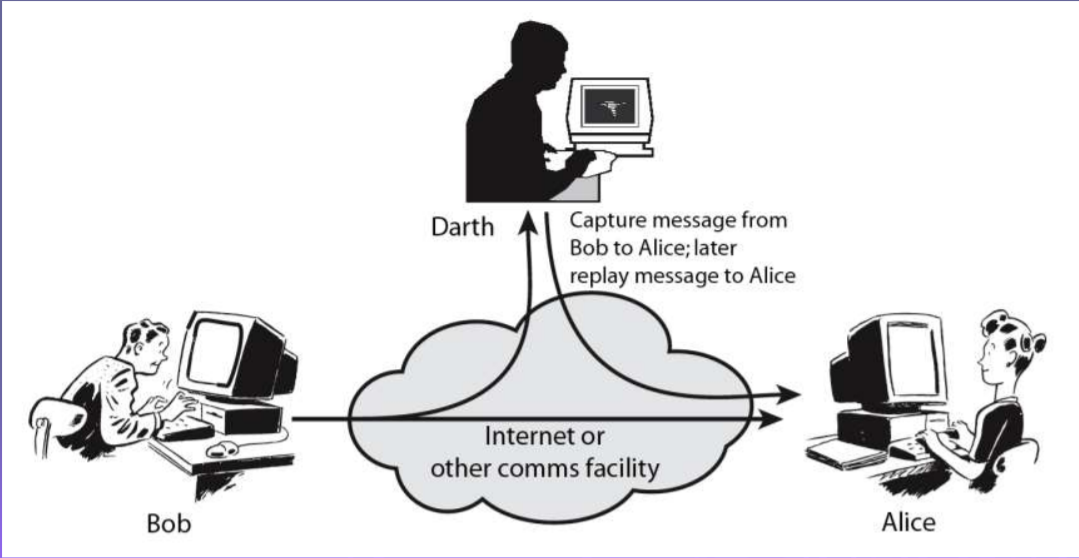 Darth
Capture message from
Bob to Alice; later
replay message to Alice
Internet or
other comms facility
Bob
Alice